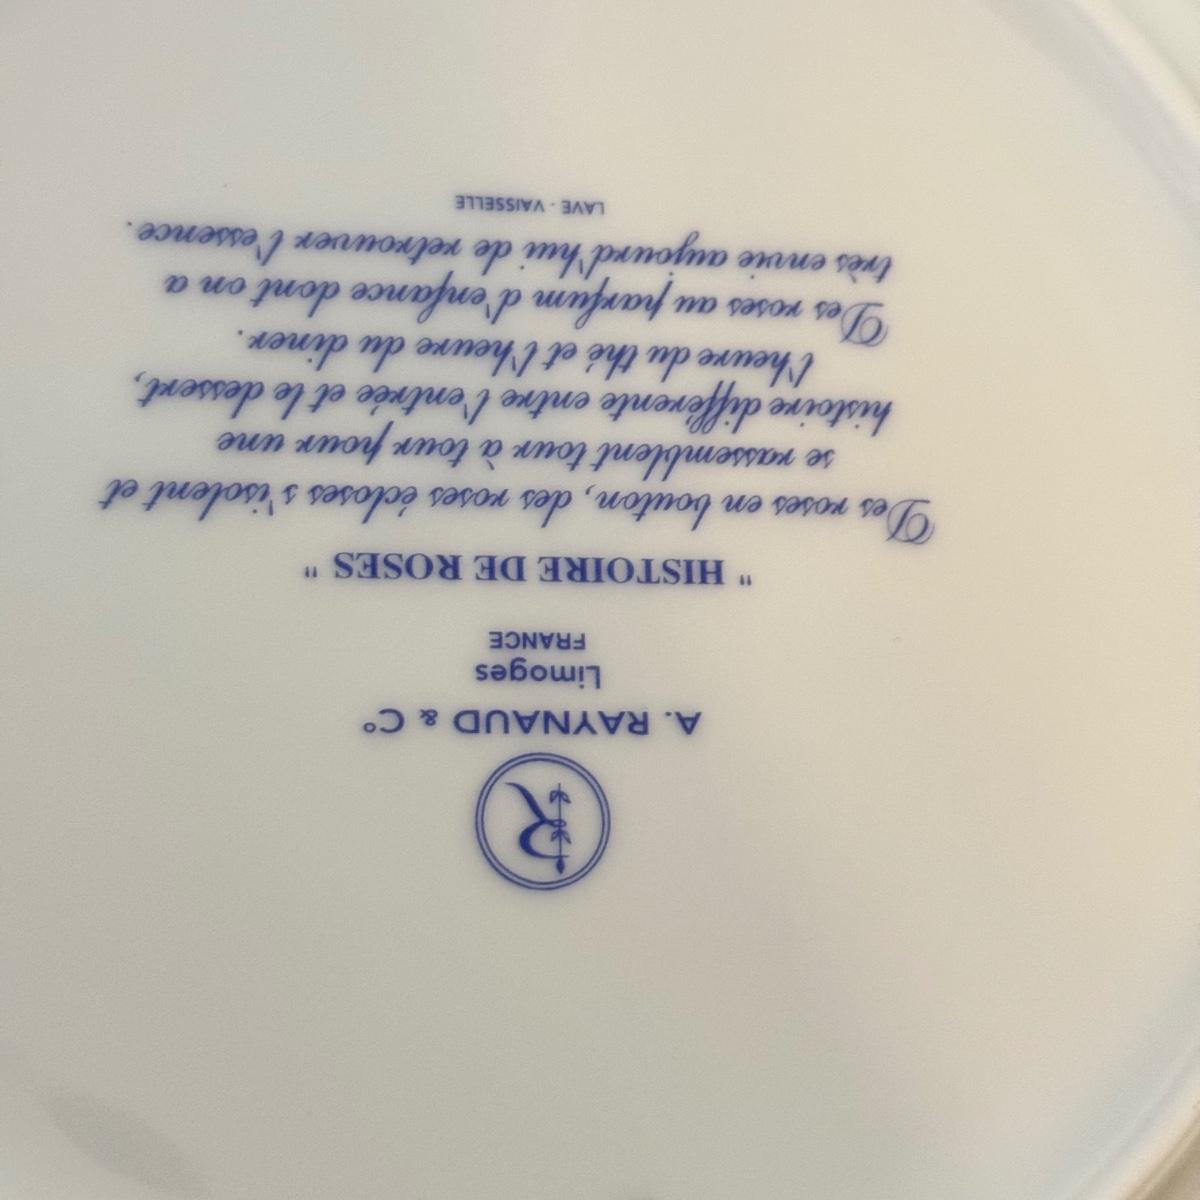 R
A. RAYNAUD & C°
Limoges
FRANCE
" HISTOIRE DE ROSES "
Des roses en bouton, des roses écloses s'isolent et
se rassemblent tour à tour pour une
histoire différente entre l'entrée et le dessert,
l'heure du thé et l'heure du dîner.
Des roses au parfum d'enfance dont on a
très envie aujourd'hui de retrouver l'essence.
LAVE - VAISSELLE